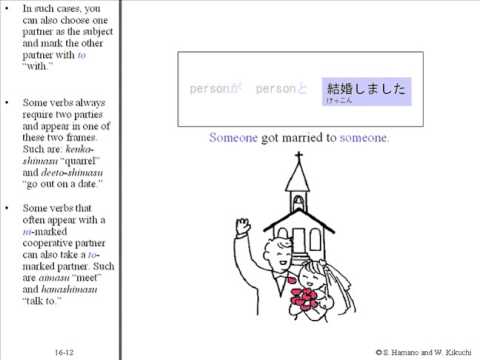 • In such cases, you
can also choose one
partner as the subject
and mark the other
partner with to
“with.”
• Some verbs always
require two parties
and appear in one of
these two frames.
Such are: kenka-
shimasu “quarrel”
and deeto-shimasu
“go out on a date.”
• Some verbs that
often appear with a
ni-marked
cooperative partner
can also take a to-
marked partner. Such
are aimasu “meet”
and hanashimasu
“talk to.”
16-12
personが personと 結婚しました
けっこん
Someone got married to someone.
© S. Hamano and W. Kikuchi